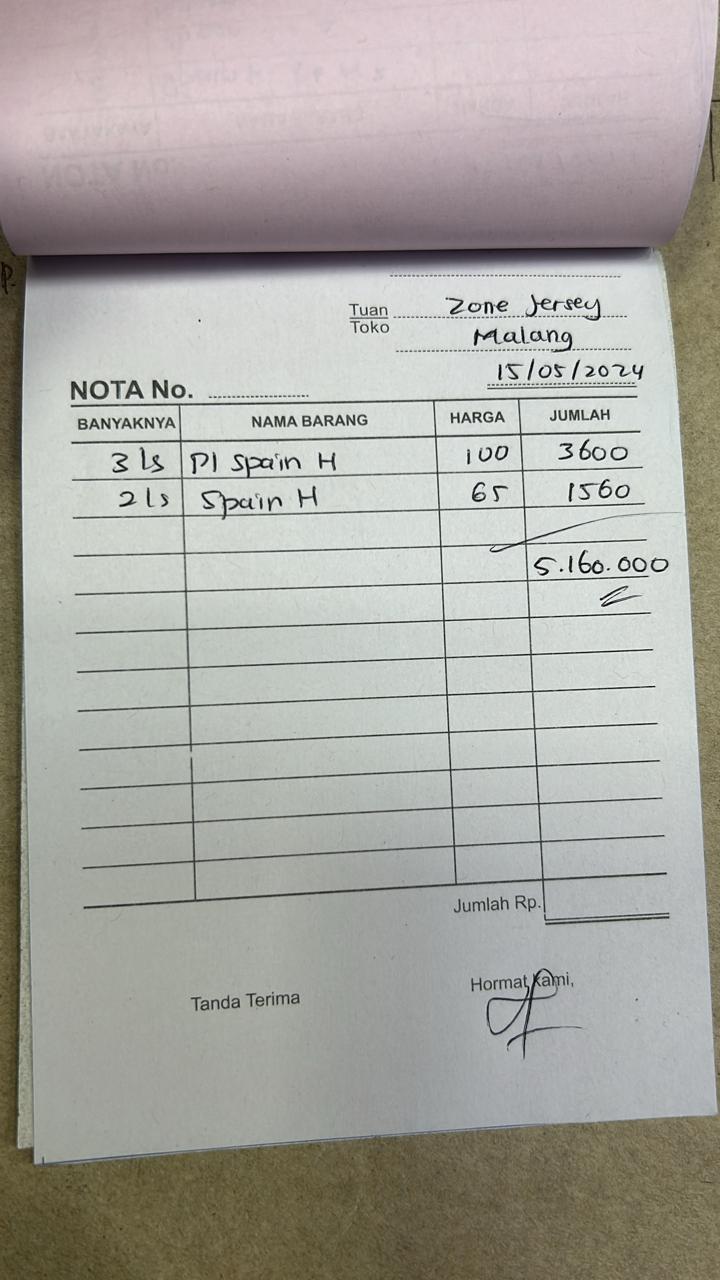 Tuan Zone Jersey
Toko Malang
15/05/2024
NOTA No.
BANYAKNYA NAMA BARANG HARGA JUMLAH
3 ls PI Spain H 100 3600
2 ls Spain H 65 1560
5.160.000
Jumlah Rp.
Tanda Terima Hormat kami,